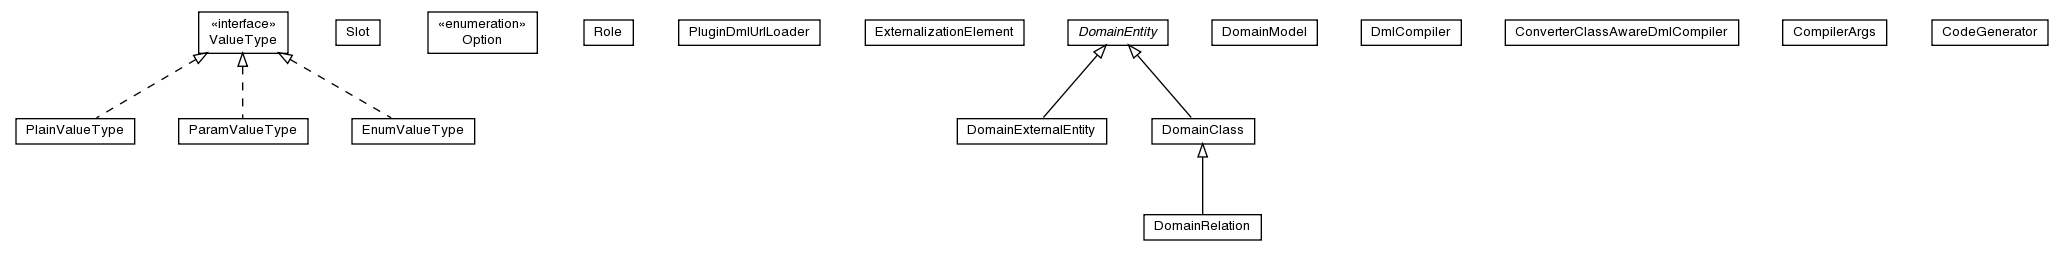 «interface»
ValueType
Slot
«enumeration»
Option
Role
PluginDmlUrlLoader
ExternalizationElement
DomainEntity
DomainModel
DmlCompiler
ConverterClassAwareDmlCompiler
CompilerArgs
CodeGenerator
PlainValueType
ParamValueType
EnumValueType
DomainExternalEntity
DomainClass
DomainRelation